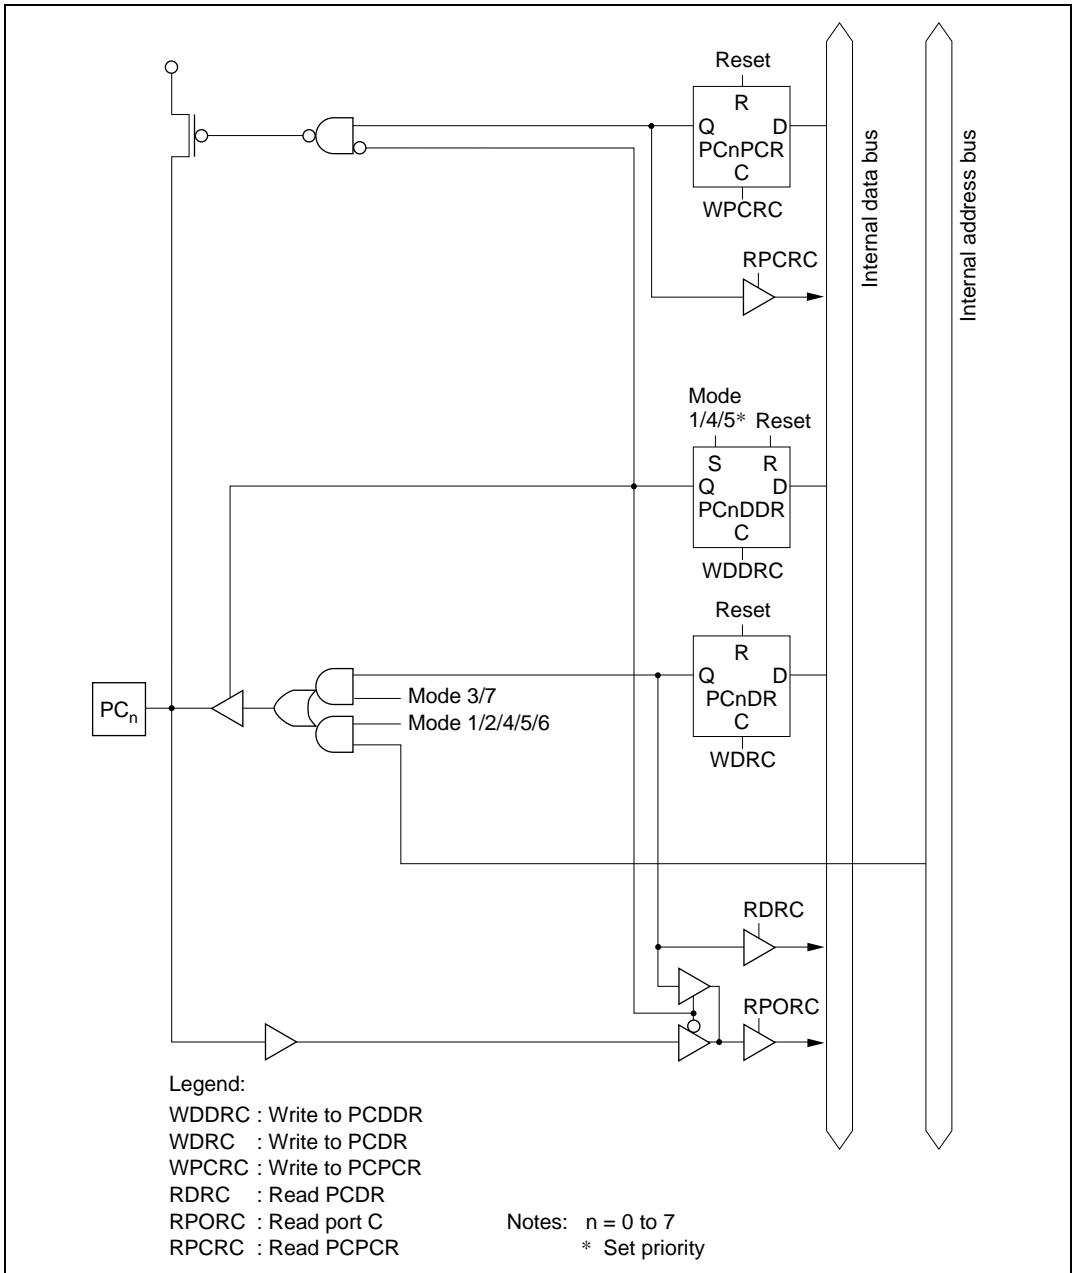 Reset
R
Q D
PCnPCR
C
WPCRC
RPCRC
Internal data bus
Internal address bus
Mode
1/4/5* Reset
S R
Q D
PCnDDR
C
WDDRC
Reset
R
Q D
PCnDR
C
WDRC
PCn
Mode 3/7
Mode 1/2/4/5/6
RDRC
RPORC
Legend:
WDDRC : Write to PCDDR
WDRC : Write to PCDR
WPCRC : Write to PCPCR
RDRC : Read PCDR
RPORC : Read port C
RPCRC : Read PCPCR
Notes: n = 0 to 7
* Set priority